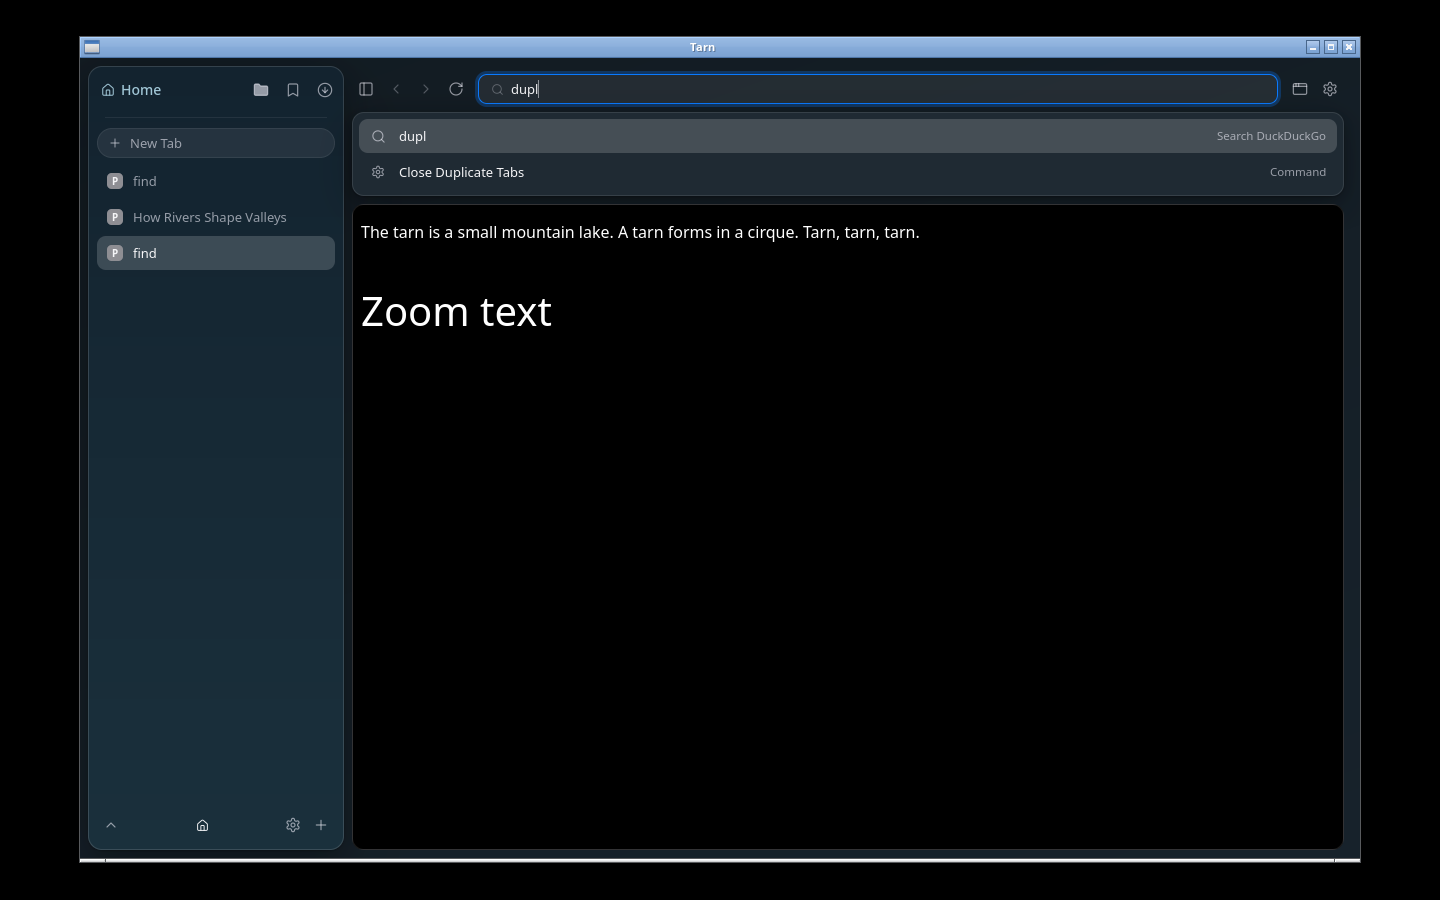 Tarn
Home
dupl
New Tab
P find
P How Rivers Shape Valleys
P find
dupl Search DuckDuckGo
Close Duplicate Tabs Command
The tarn is a small mountain lake. A tarn forms in a cirque. Tarn, tarn, tarn.
Zoom text